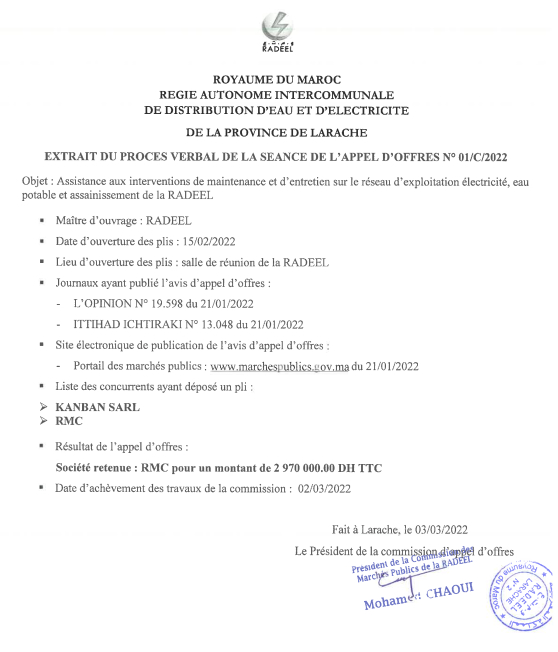 RADEEL
ROYAUME DU MAROC
REGIE AUTONOME INTERCOMMUNALE
DE DISTRIBUTION D'EAU ET D'ELECTRICITE
DE LA PROVINCE DE LARACHE
EXTRAIT DU PROCES VERBAL DE LA SEANCE DE L'APPEL D'OFFRES N° 01/C/2022
Objet : Assistance aux interventions de maintenance et d'entretien sur le réseau d'exploitation électricité, eau
potable et assainissement de la RADEEL
▪ Maître d'ouvrage : RADEEL
▪ Date d'ouverture des plis : 15/02/2022
▪ Lieu d'ouverture des plis : salle de réunion de la RADEEL
▪ Journaux ayant publié l'avis d'appel d'offres :
- L'OPINION N° 19.598 du 21/01/2022
- ITTIHAD ICHTIRAKI N° 13.048 du 21/01/2022
▪ Site électronique de publication de l'avis d'appel d'offres :
- Portail des marchés publics : www.marchespublics.gov.ma du 21/01/2022
▪ Liste des concurrents ayant déposé un pli :
➢ KANBAN SARL
➢ RMC
▪ Résultat de l'appel d'offres :
Société retenue : RMC pour un montant de 2 970 000.00 DH TTC
▪ Date d'achèvement des travaux de la commission : 02/03/2022
Fait à Larache, le 03/03/2022
Le Président de la commission d'appel d'offres
Président de la Commission des
Marchés Publics de la RADEEL
Mohamed CHAOUI
Royaume du Maroc
RADEEL
LARACHE
N° 2